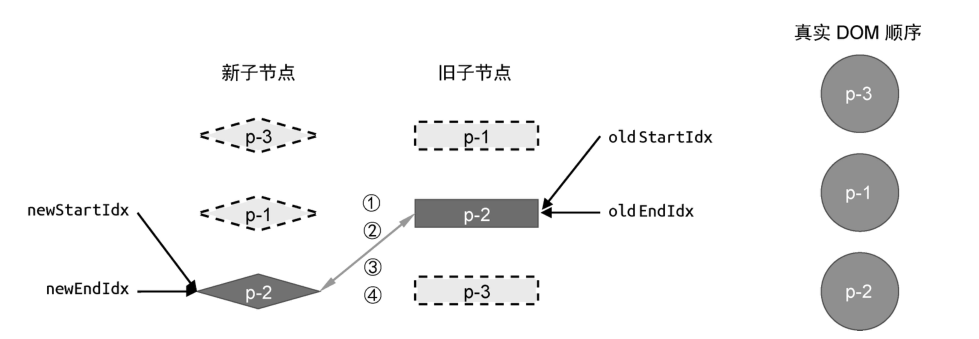 真实 DOM 顺序
新子节点
旧子节点
p-3
p-3
p-1
oldStartIdx
newStartIdx
p-1
①
p-2
oldEndIdx
p-1
②
③
newEndIdx
p-2
④
p-3
p-2